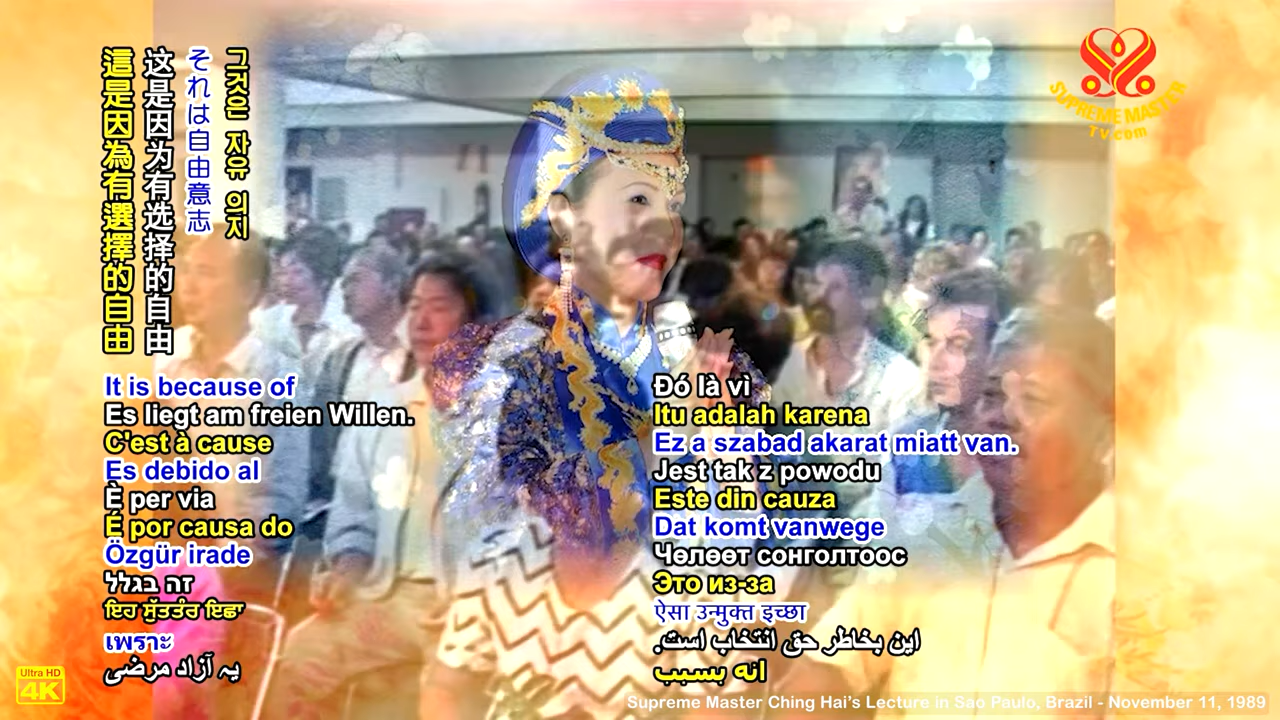 그것은 자유 의지
それは自由意志
这是因为有选择的自由
這是因為有選擇的自由
SUPREME MASTER
TV.com
It is because of
Es liegt am freien Willen.
C'est à cause
Es debido al
È per via
É por causa do
Özgür irade
זה בגלל
ਇਹ ਸੁੱਤਤੰਰ ਇਛਾ
เพราะ
یہ آزاد مرضی
Đó là vì
Itu adalah karena
Ez a szabad akarat miatt van.
Jest tak z powodu
Este din cauza
Dat komt vanwege
Чөлөөт сонголтоос
Это из-за
ऐसा उन्मुक्त इच्छा
این بخاطر حق انتخاب است.
انه بسبب
Ultra HD
4K
Supreme Master Ching Hai's Lecture in Sao Paulo, Brazil - November 11, 1989